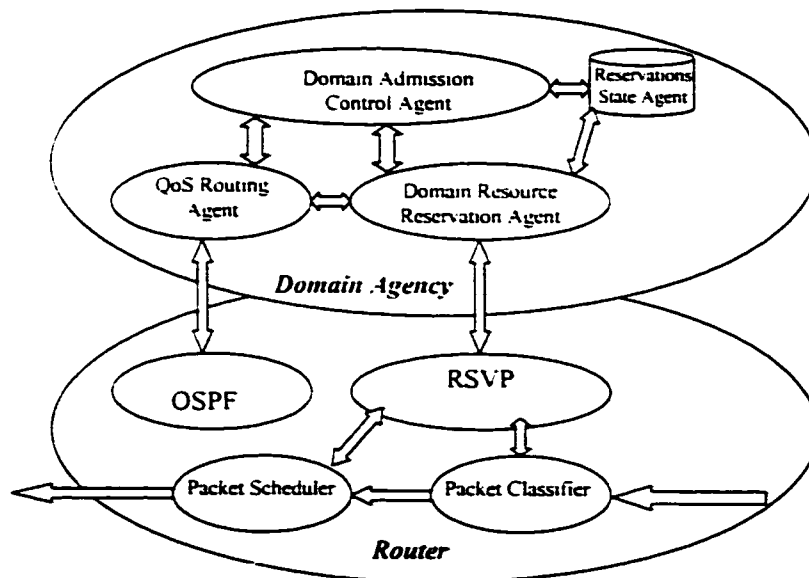 Domain Admission
Control Agent
Reservations
State Agent
QoS Routing
Agent
Domain Resource
Reservation Agent
Domain Agency
OSPF
RSVP
Packet Scheduler
Packet Classifier
Router